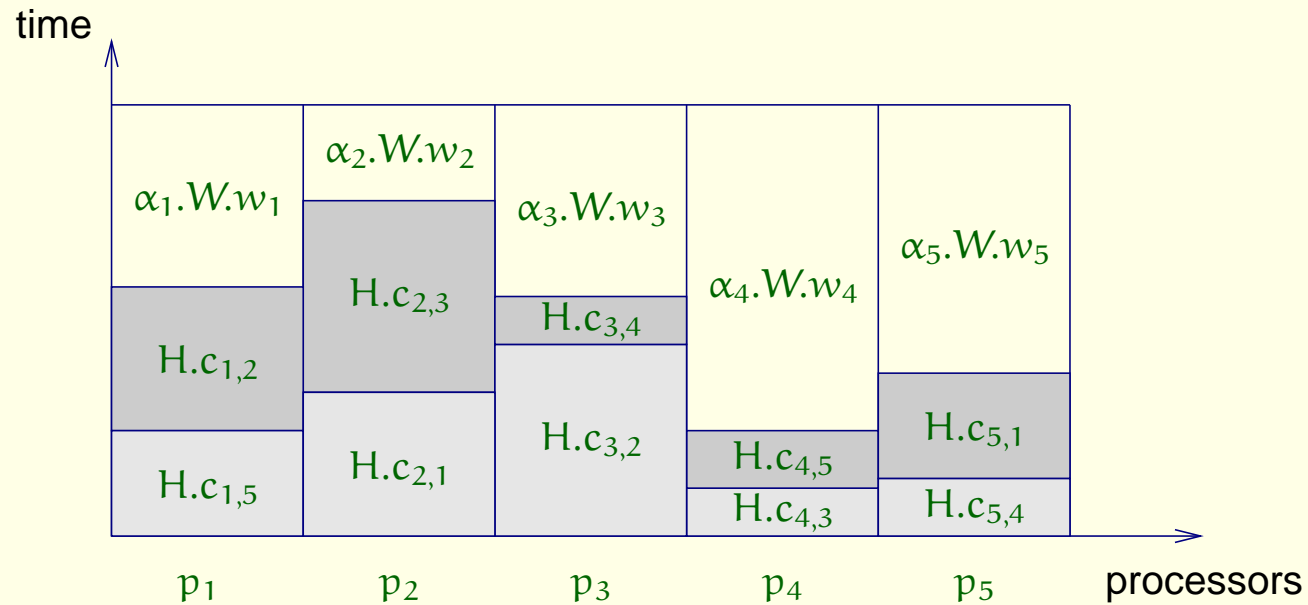 time
α₁.W.w₁
α₂.W.w₂
α₃.W.w₃
α₄.W.w₄
α₅.W.w₅
H.c₁,₂
H.c₂,₃
H.c₃,₄
H.c₄,₅
H.c₅,₁
H.c₁,₅
H.c₂,₁
H.c₃,₂
H.c₄,₃
H.c₅,₄
p₁ p₂ p₃ p₄ p₅ processors